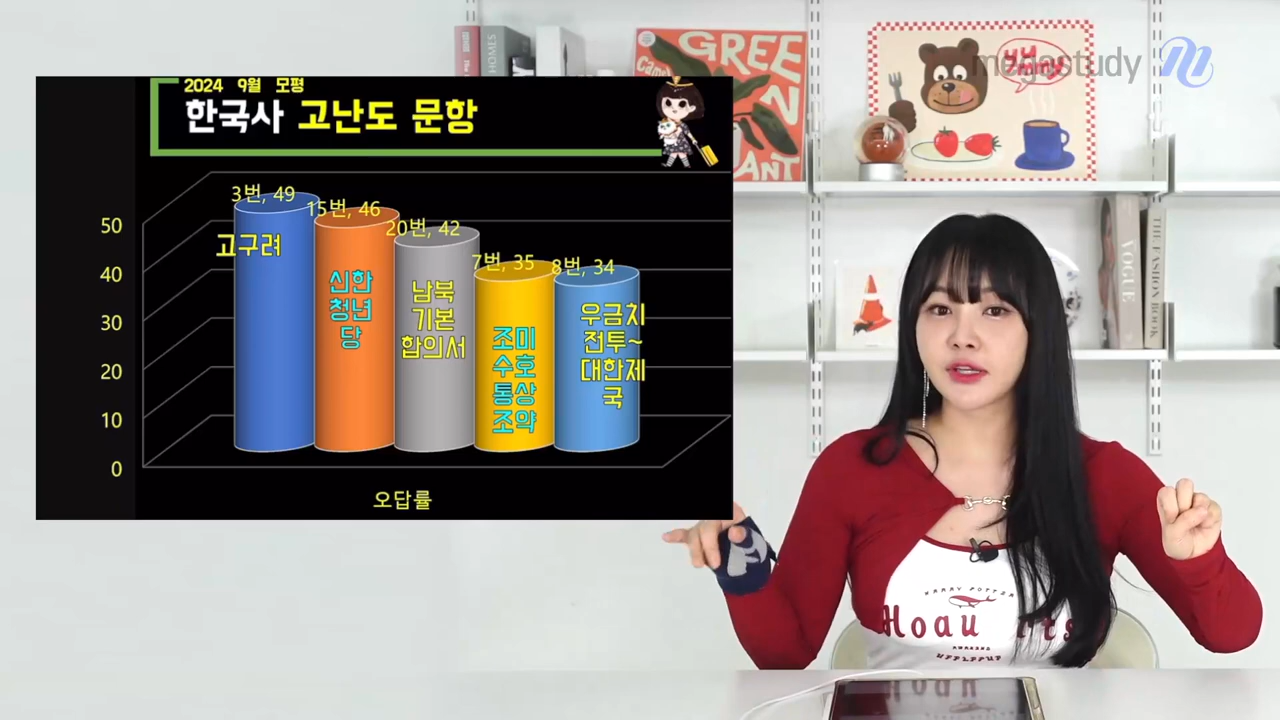 2024 9월 모평
한국사 고난도 문항
50
40
30
20
10
0
3번, 49
15번, 46
20번, 42
7번, 35
8번, 34
고구려
신한
청년
당
남북
기본
합의서
조미
수호
통상
조약
우금치
전투~
대한제
국
오답률
megastudy
HOMES
GREE
N
ANT
VOGUE
THE FASHION BOOK
HARRY POTTER